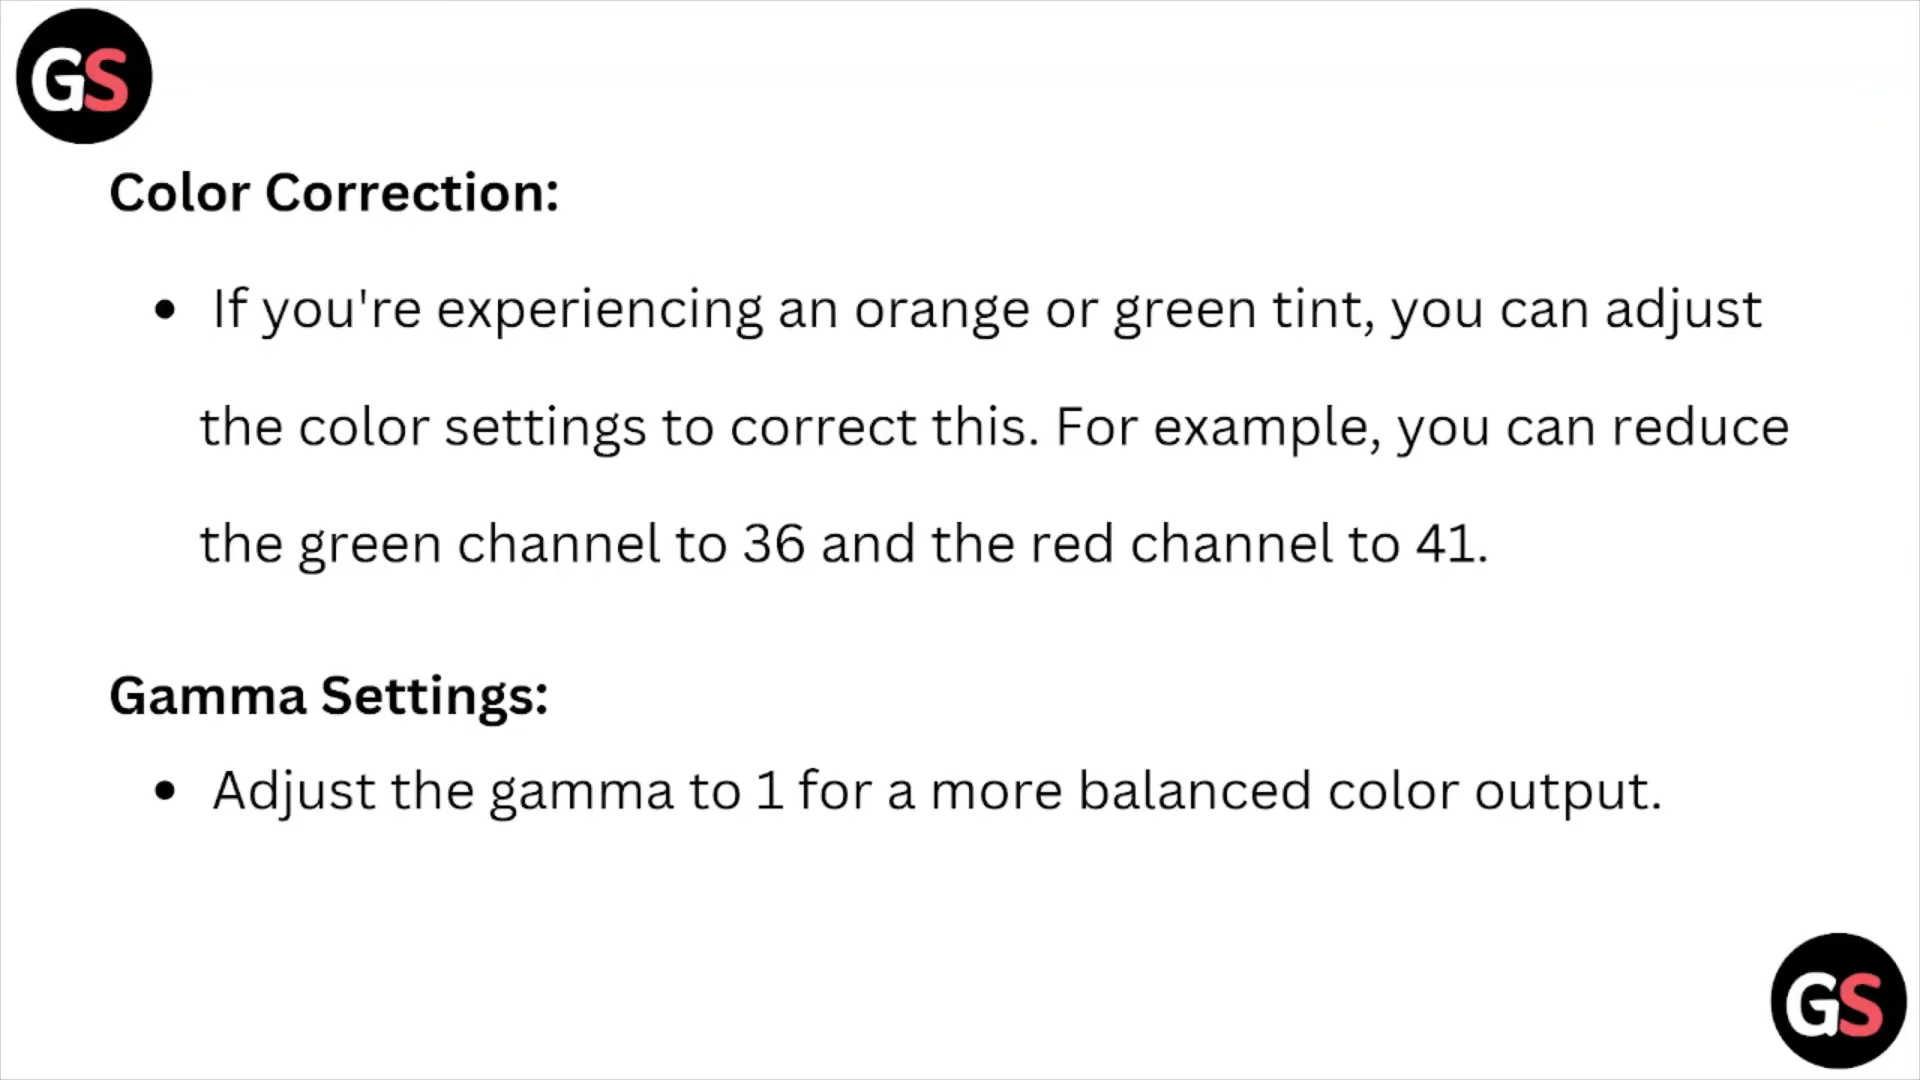 GS
Color Correction:
• If you're experiencing an orange or green tint, you can adjust
the color settings to correct this. For example, you can reduce
the green channel to 36 and the red channel to 41.
Gamma Settings:
• Adjust the gamma to 1 for a more balanced color output.
GS